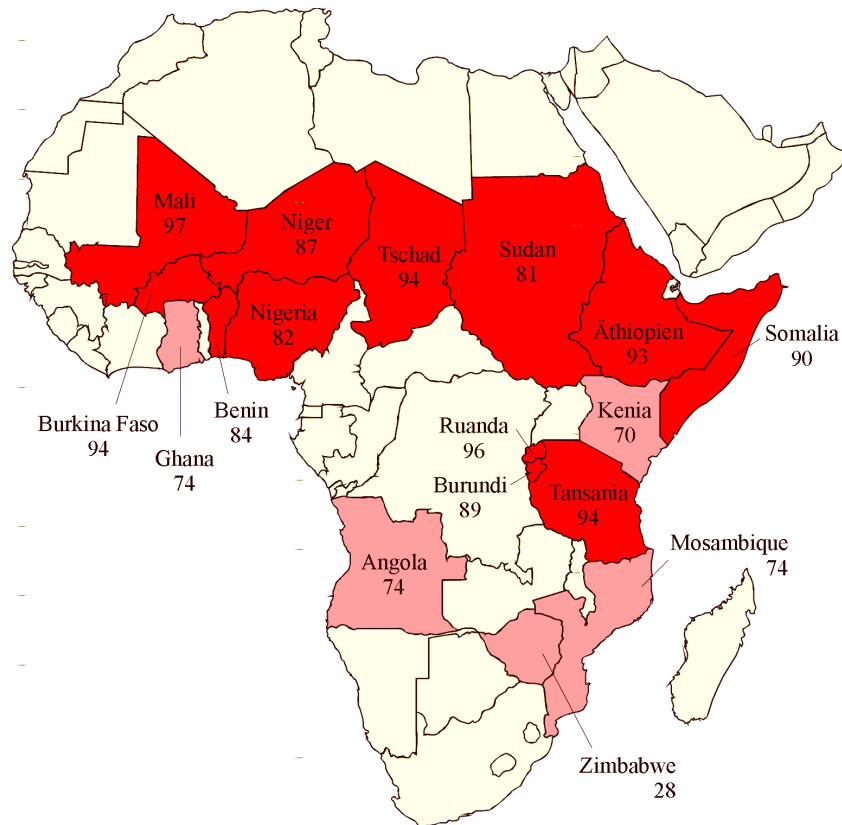 Mali
97
Niger
87
Tschad
94
Sudan
81
Nigeria
82
Äthiopien
93
Somalia
90
Burkina Faso
94
Ghana
74
Benin
84
Kenia
70
Ruanda
96
Burundi
89
Tansania
94
Angola
74
Mosambique
74
Zimbabwe
28